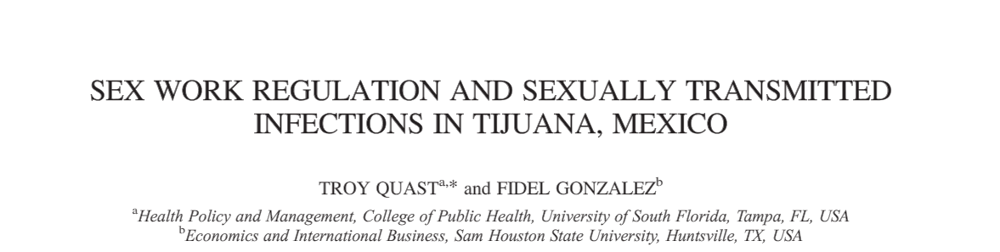 SEX WORK REGULATION AND SEXUALLY TRANSMITTED
INFECTIONS IN TIJUANA, MEXICO
TROY QUASTa,* and FIDEL GONZALEZb
aHealth Policy and Management, College of Public Health, University of South Florida, Tampa, FL, USA
bEconomics and International Business, Sam Houston State University, Huntsville, TX, USA